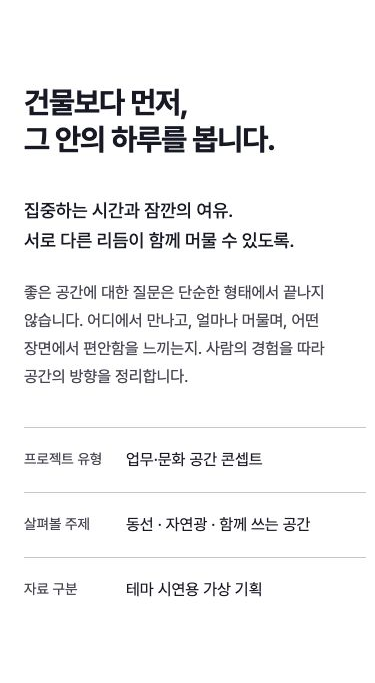 건물보다 먼저,
그 안의 하루를 봅니다.
집중하는 시간과 잠깐의 여유.
서로 다른 리듬이 함께 머물 수 있도록.
좋은 공간에 대한 질문은 단순한 형태에서 끝나지
않습니다. 어디에서 만나고, 얼마나 머물며, 어떤
장면에서 편안함을 느끼는지. 사람의 경험을 따라
공간의 방향을 정리합니다.
프로젝트 유형 업무·문화 공간 콘셉트
살펴볼 주제 동선 · 자연광 · 함께 쓰는 공간
자료 구분 테마 시연용 가상 기획